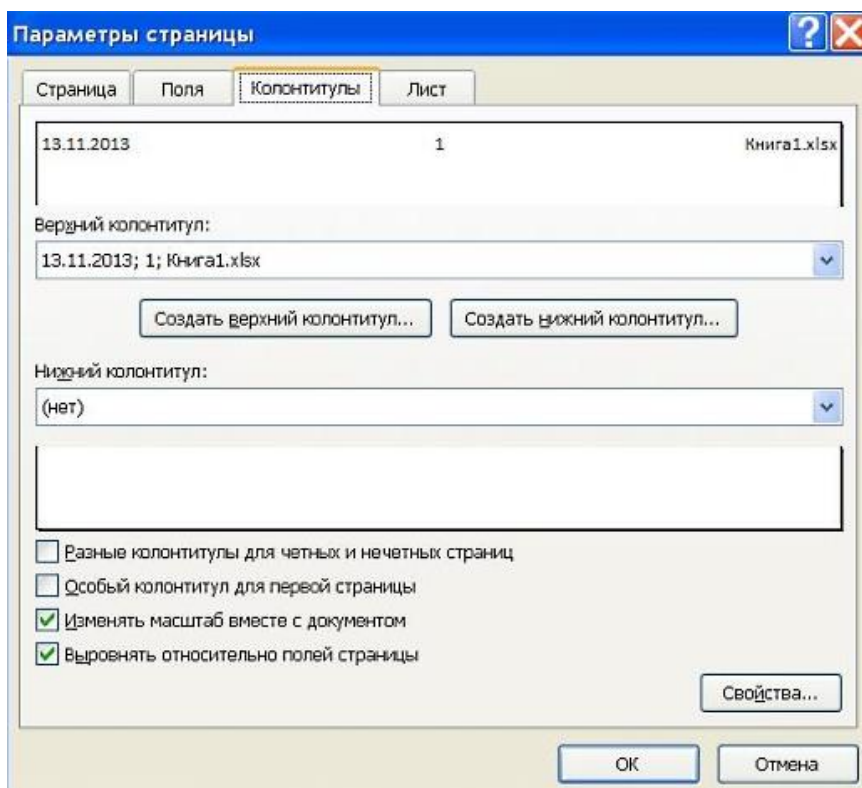 Параметры страницы
Страница Поля Колонтитулы Лист
13.11.2013 1 Книга1.xlsx
Верхний колонтитул:
13.11.2013; 1; Книга1.xlsx
Создать верхний колонтитул... Создать нижний колонтитул...
Нижний колонтитул:
(нет)
Разные колонтитулы для четных и нечетных страниц
Особый колонтитул для первой страницы
Изменять масштаб вместе с документом
Выровнять относительно полей страницы
Свойства...
ОК Отмена